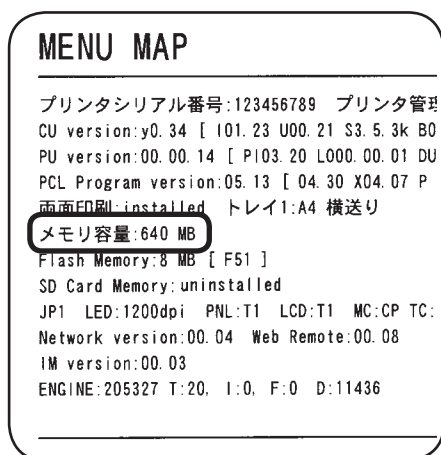 MENU MAP
プリンタシリアル番号:123456789 プリンタ管理
CU version:y0.34 [ I01.23 U00.21 S3.5.3k B0
PU version:00.00.14 [ PI03.20 L000.00.01 DU
PCL Program version:05.13 [ 04.30 X04.07 P
両面印刷:installed トレイ1:A4 横送り
メモリ容量:640 MB
Flash Memory:8 MB [ F51 ]
SD Card Memory:uninstalled
JP1 LED:1200dpi PNL:T1 LCD:T1 MC:CP TC:
Network version:00.04 Web Remote:00.08
IM version:00.03
ENGINE:205327 T:20, I:0, F:0 D:11436